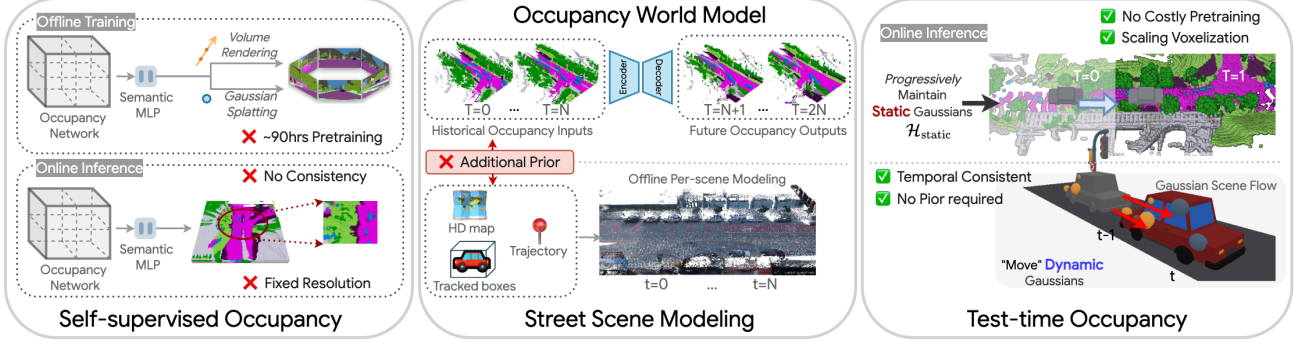 Offline Training
Volume
Rendering
Semantic
MLP
Gaussian
Splatting
Occupancy
Network
~90hrs Pretraining
Online Inference
No Consistency
Semantic
MLP
Occupancy
Network
Fixed Resolution
Self-supervised Occupancy
Occupancy World Model
T=0
...
T=N
Historical Occupancy Inputs
Encoder
Decoder
T=N+1
...
T=2N
Future Occupancy Outputs
Additional Prior
HD map
Trajectory
Tracked boxes
Offline Per-scene Modeling
t=0
...
t=N
Street Scene Modeling
Online Inference
No Costly Pretraining
Scaling Voxelization
Progressively
Maintain
Static Gaussians
ℋstatic
T=0
T=1
Temporal Consistent
No Pior required
Gaussian Scene Flow
t-1
t
"Move" Dynamic
Gaussians
Test-time Occupancy